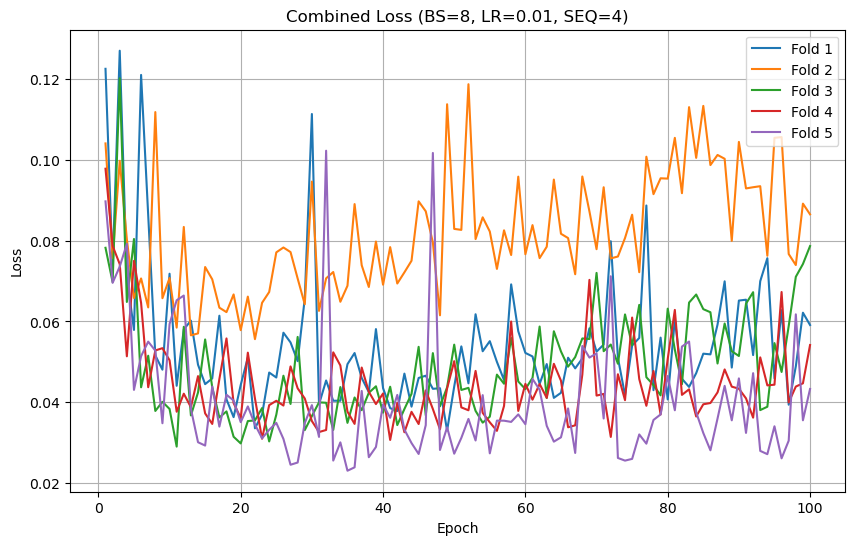 Combined Loss (BS=8, LR=0.01, SEQ=4)
Fold 1
Fold 2
Fold 3
Fold 4
Fold 5
0.12
0.10
0.08
0.06
0.04
0.02
Loss
0
20
40
60
80
100
Epoch